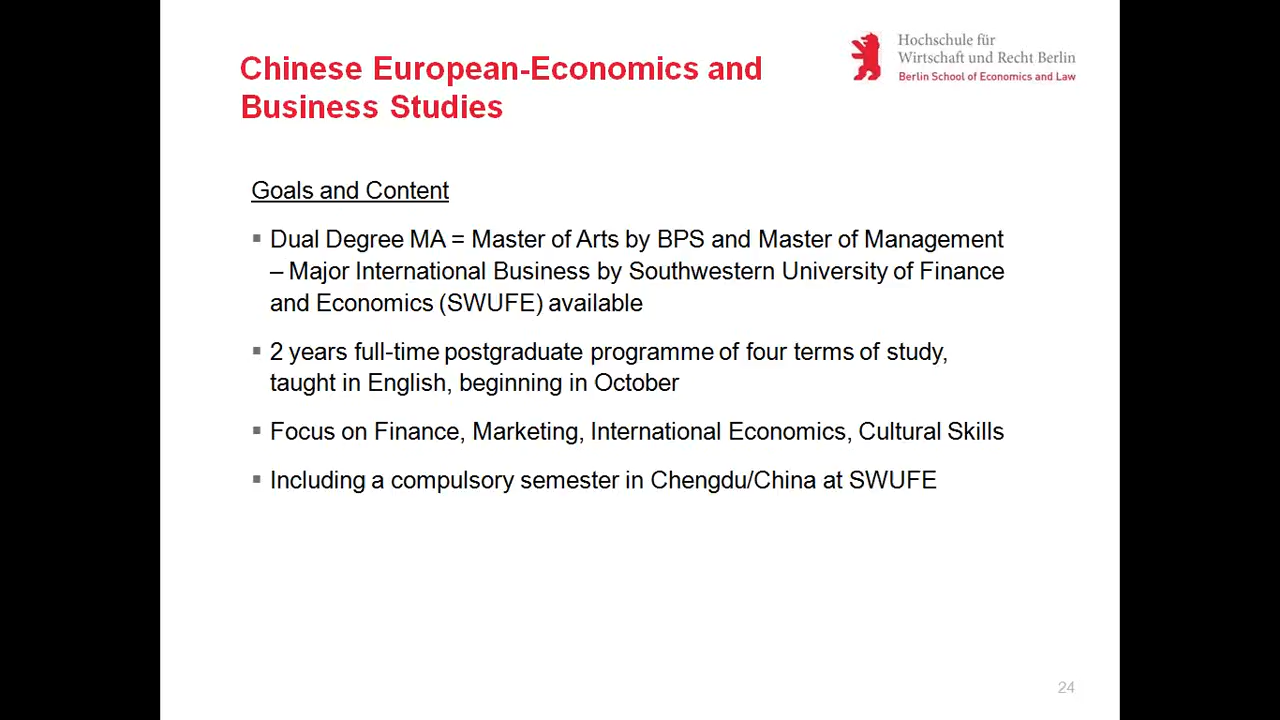 Hochschule für
Wirtschaft und Recht Berlin
Berlin School of Economics and Law
Chinese European-Economics and
Business Studies
Goals and Content
▪ Dual Degree MA = Master of Arts by BPS and Master of Management
– Major International Business by Southwestern University of Finance
and Economics (SWUFE) available
▪ 2 years full-time postgraduate programme of four terms of study,
taught in English, beginning in October
▪ Focus on Finance, Marketing, International Economics, Cultural Skills
▪ Including a compulsory semester in Chengdu/China at SWUFE
24